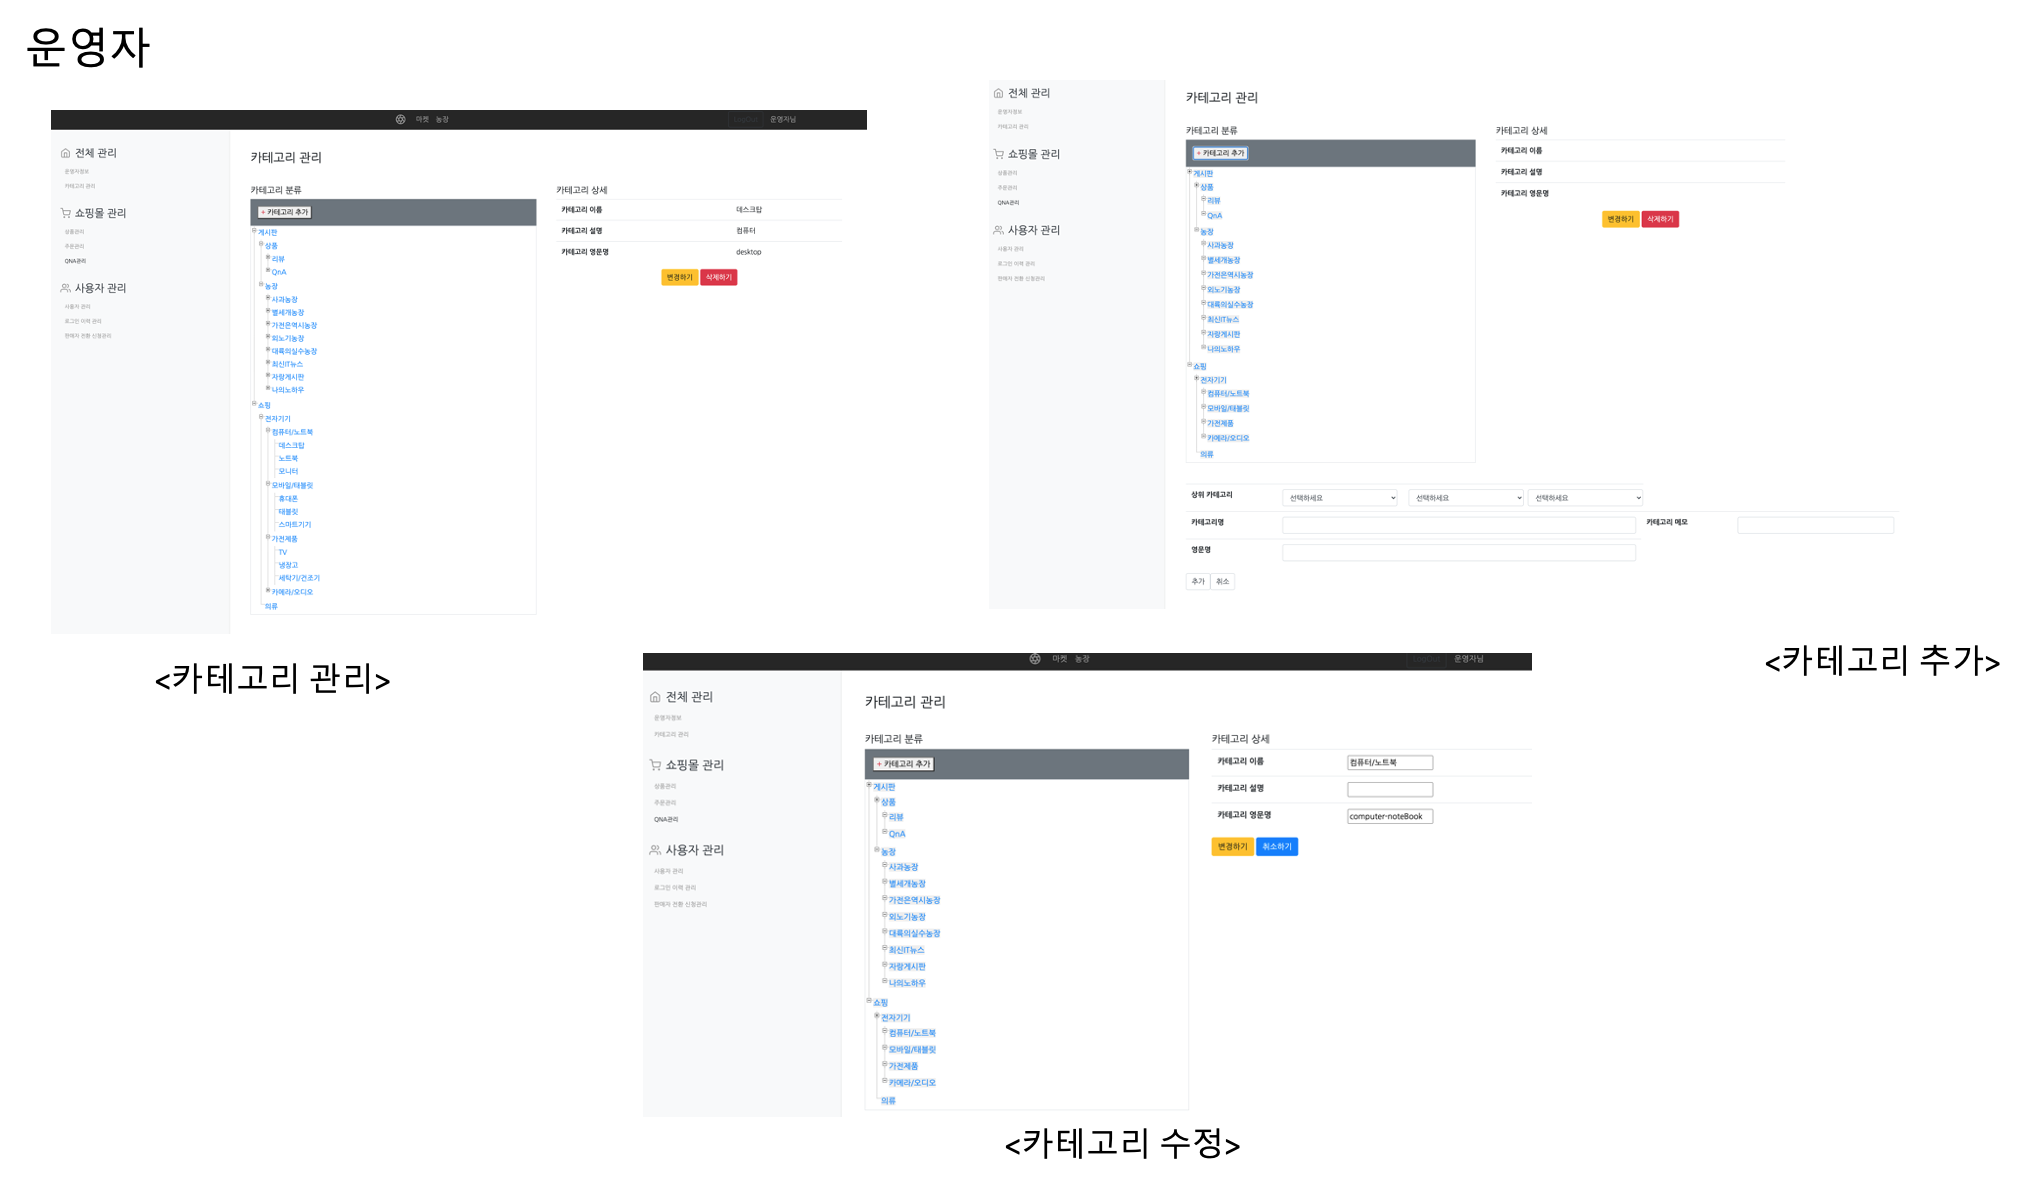 운영자
마켓 농장 LogOut 운영자님
전체 관리
운영자정보
카테고리 관리
쇼핑몰 관리
상품관리
주문관리
QNA관리
사용자 관리
사용자 관리
로그인 이력 관리
판매자 전환 신청관리
카테고리 관리
카테고리 분류
+ 카테고리 추가
게시판
상품
리뷰
QnA
농장
사과농장
별세개농장
가전은역시농장
외노기농장
대륙의실수농장
최신IT뉴스
자랑게시판
나의노하우
쇼핑
전자기기
컴퓨터/노트북
데스크탑
노트북
모니터
모바일/태블릿
휴대폰
태블릿
스마트기기
가전제품
TV
냉장고
세탁기/건조기
카메라/오디오
의류
카테고리 상세
카테고리 이름 데스크탑
카테고리 설명 컴퓨터
카테고리 영문명 desktop
변경하기 삭제하기
<카테고리 관리>
전체 관리
운영자정보
카테고리 관리
쇼핑몰 관리
상품관리
주문관리
QNA관리
사용자 관리
사용자 관리
로그인 이력 관리
판매자 전환 신청관리
카테고리 관리
카테고리 분류
+ 카테고리 추가
게시판
상품
리뷰
QnA
농장
사과농장
별세개농장
가전은역시농장
외노기농장
대륙의실수농장
최신IT뉴스
자랑게시판
나의노하우
쇼핑
전자기기
컴퓨터/노트북
모바일/태블릿
가전제품
카메라/오디오
의류
카테고리 상세
카테고리 이름
카테고리 설명
카테고리 영문명
변경하기 삭제하기
상위 카테고리 선택하세요 선택하세요 선택하세요
카테고리명 카테고리 메모
영문명
추가 취소
<카테고리 추가>
마켓 농장 LogOut 운영자님
전체 관리
운영자정보
카테고리 관리
쇼핑몰 관리
상품관리
주문관리
QNA관리
사용자 관리
사용자 관리
로그인 이력 관리
판매자 전환 신청관리
카테고리 관리
카테고리 분류
+ 카테고리 추가
게시판
상품
리뷰
QnA
농장
사과농장
별세개농장
가전은역시농장
외노기농장
대륙의실수농장
최신IT뉴스
자랑게시판
나의노하우
쇼핑
전자기기
컴퓨터/노트북
모바일/태블릿
가전제품
카메라/오디오
의류
카테고리 상세
카테고리 이름 컴퓨터/노트북
카테고리 설명
카테고리 영문명 computer-noteBook
변경하기 취소하기
<카테고리 수정>